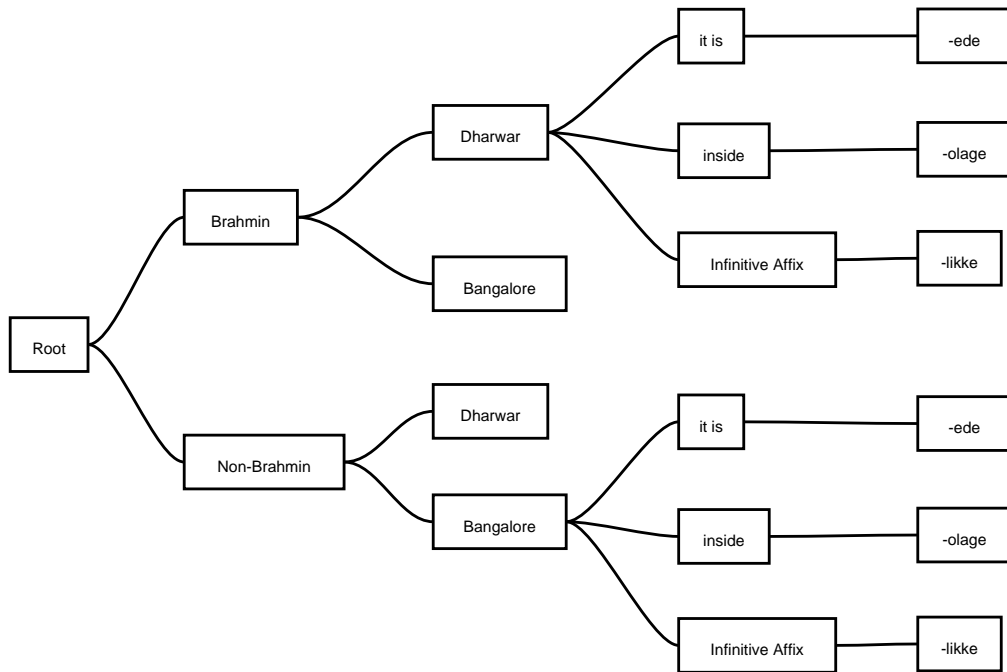 it is
-ede
Dharwar
inside
-olage
Brahmin
Infinitive Affix
-likke
Bangalore
Root
Dharwar
it is
-ede
Non-Brahmin
Bangalore
inside
-olage
Infinitive Affix
-likke